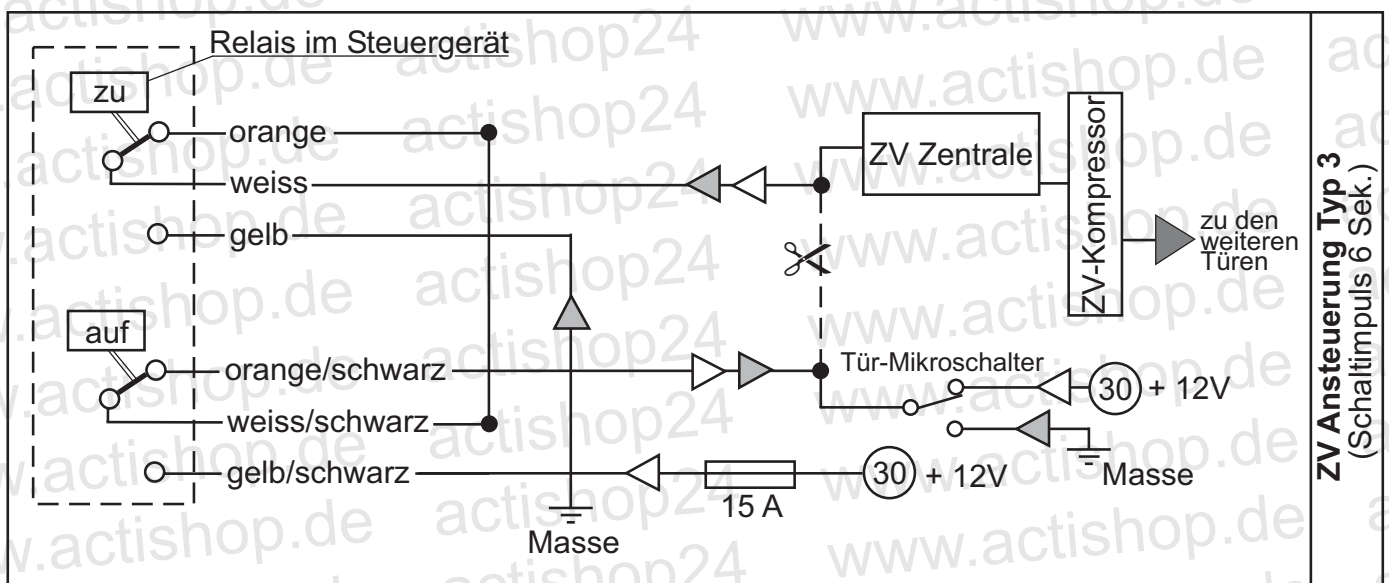 Relais im Steuergerät
zu
orange
weiss
gelb
auf
orange/schwarz
weiss/schwarz
gelb/schwarz
15 A
Masse
30
+ 12V
ZV Zentrale
ZV-Kompressor
zu den
weiteren
Türen
Tür-Mikroschalter
30
+ 12V
Masse
ZV Ansteuerung Typ 3
(Schaltimpuls 6 Sek.)
actishop24
www.actishop.de